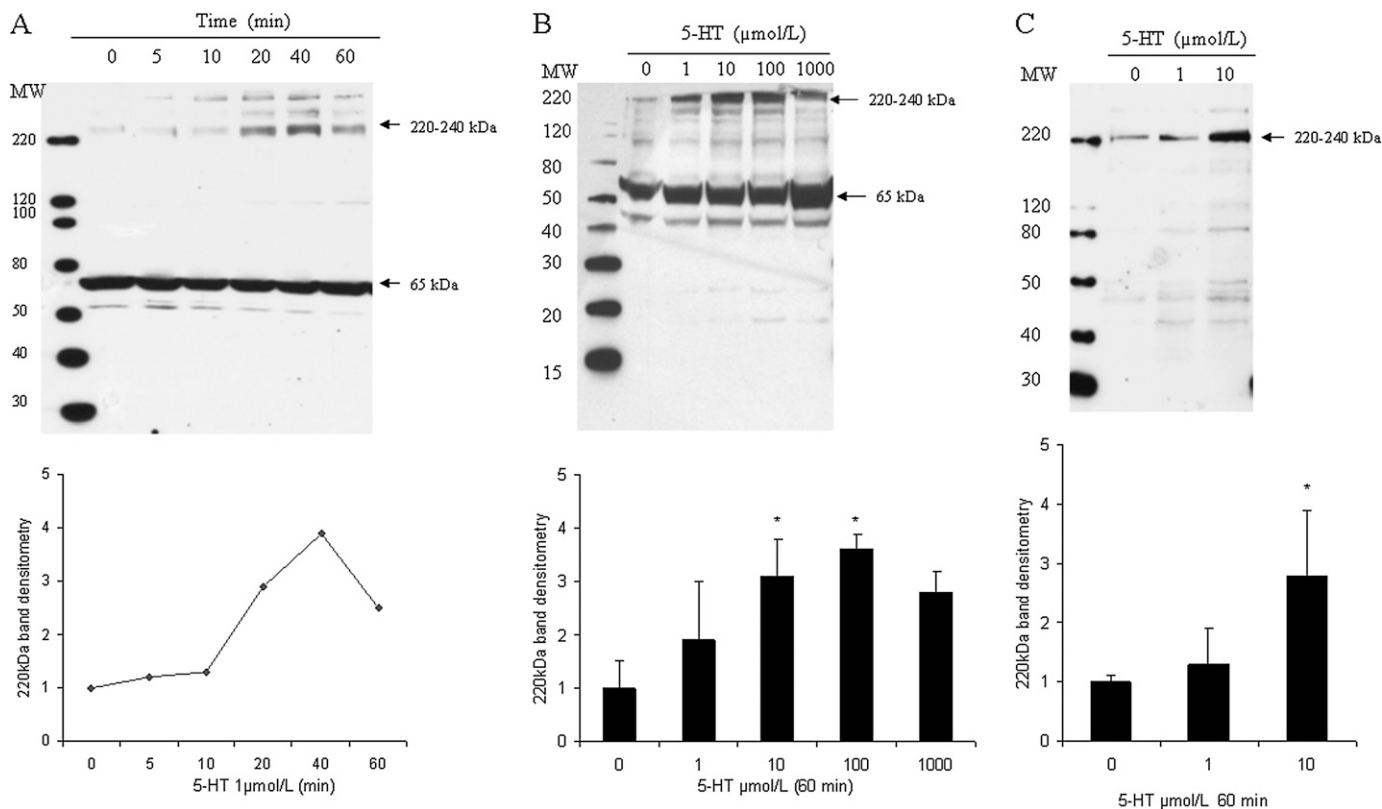 A
Time (min)
0 5 10 20 40 60
MW
220
120
100
80
50
40
30
220-240 kDa
65 kDa
5
4
3
2
1
0
220kDa band densitometry
0 5 10 20 40 60
5-HT 1µmol/L (min)
B
5-HT (µmol/L)
MW 0 1 10 100 1000
220
120
80
50
40
30
20
15
220-240 kDa
65 kDa
5
4
3
2
1
0
220kDa band densitometry
* *
0 1 10 100 1000
5-HT µmol/L (60 min)
C
5-HT (µmol/L)
MW 0 1 10
220
120
80
50
40
30
220-240 kDa
5
4
3
2
1
0
220kDa band densitometry
*
0 1 10
5-HT µmol/L 60 min